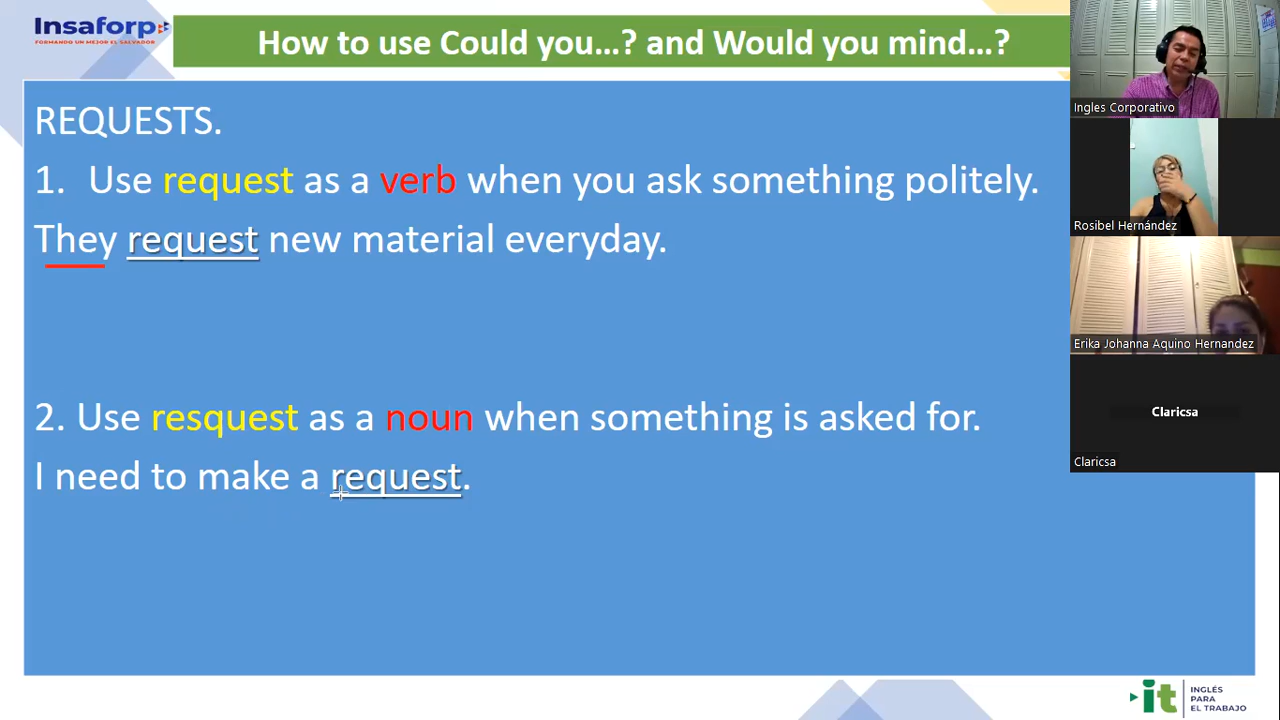 Insaforp
FORMANDO UN MEJOR EL SALVADOR
How to use Could you...? and Would you mind...?
REQUESTS.
1. Use request as a verb when you ask something politely.
They request new material everyday.
2. Use resquest as a noun when something is asked for.
I need to make a request.
Ingles Corporativo
Rosibel Hernández
Erika Johanna Aquino Hernandez
Claricsa
Claricsa
it
INGLÉS
PARA
EL TRABAJO